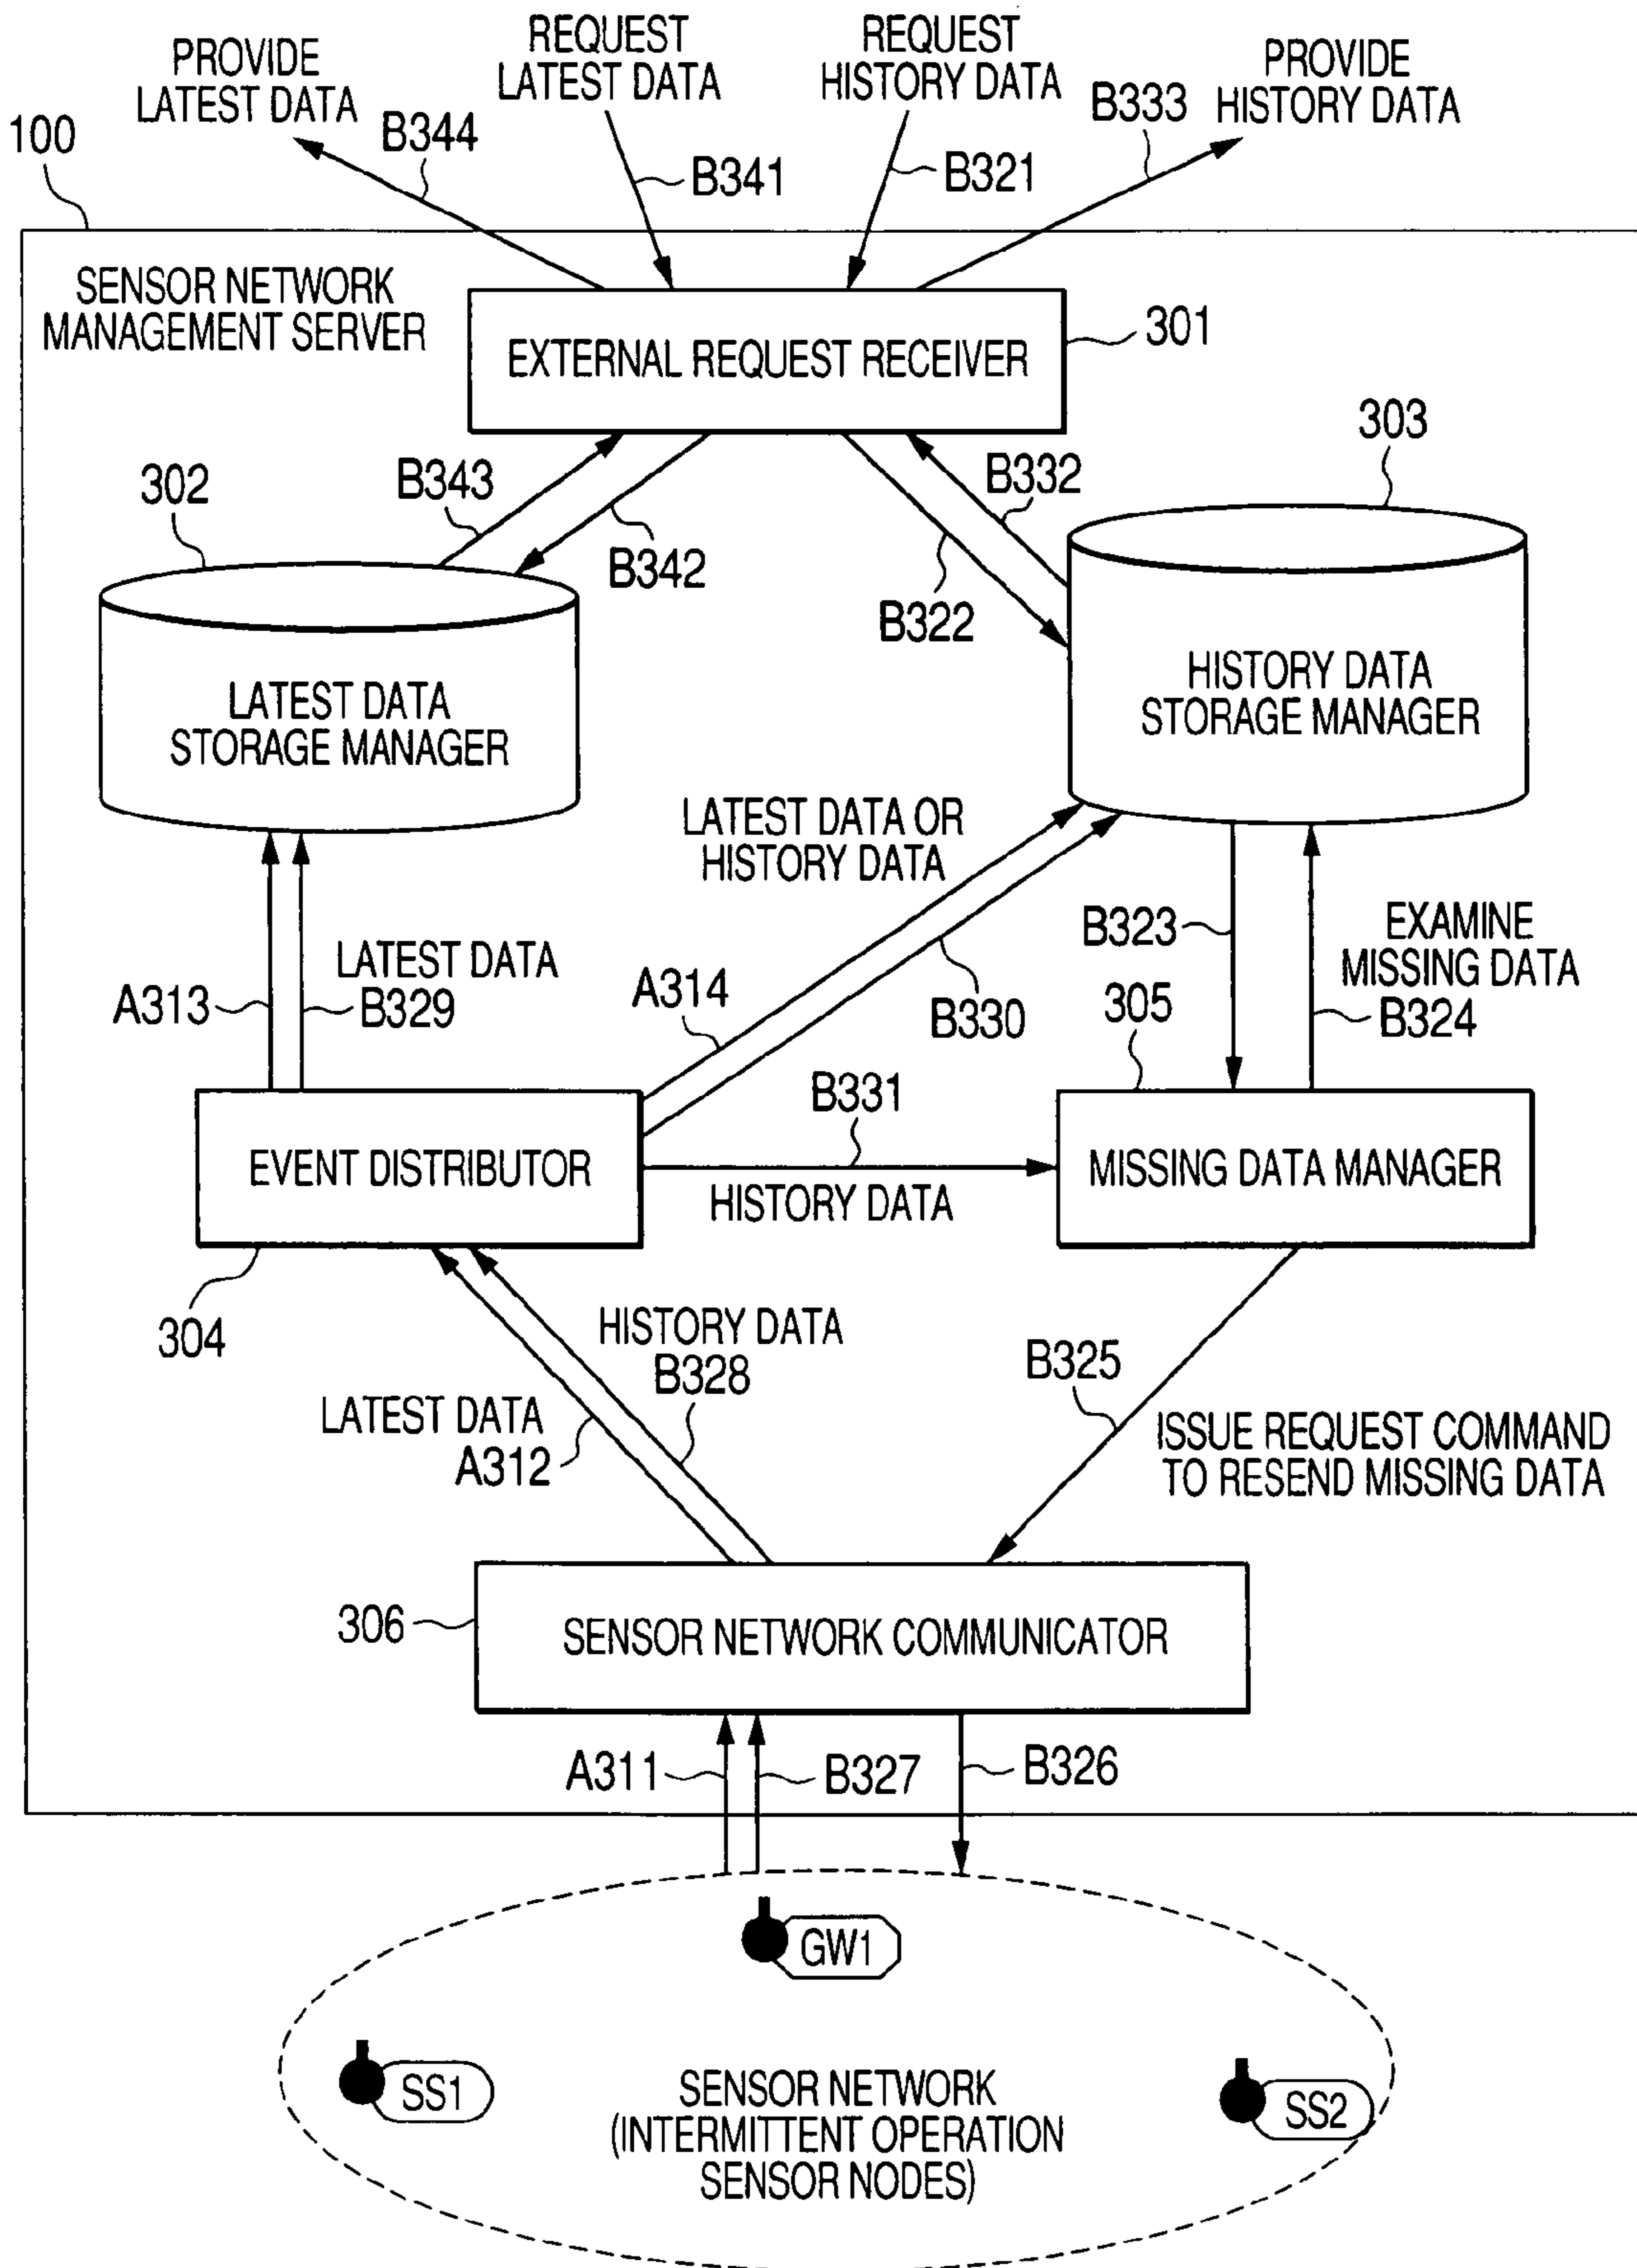 PROVIDE
LATEST DATA
REQUEST
LATEST DATA
REQUEST
HISTORY DATA
PROVIDE
HISTORY DATA
100
B344
B341
B321
B333
SENSOR NETWORK
MANAGEMENT SERVER
EXTERNAL REQUEST RECEIVER
301
302
B343
B342
B332
B322
303
LATEST DATA
STORAGE MANAGER
HISTORY DATA
STORAGE MANAGER
LATEST DATA OR
HISTORY DATA
A313
LATEST DATA
B329
A314
B330
B323
EXAMINE
MISSING DATA
B324
305
EVENT DISTRIBUTOR
B331
HISTORY DATA
MISSING DATA MANAGER
304
HISTORY DATA
B328
LATEST DATA
A312
B325
ISSUE REQUEST COMMAND
TO RESEND MISSING DATA
306
SENSOR NETWORK COMMUNICATOR
A311
B327
B326
GW1
SS1
SENSOR NETWORK
(INTERMITTENT OPERATION
SENSOR NODES)
SS2